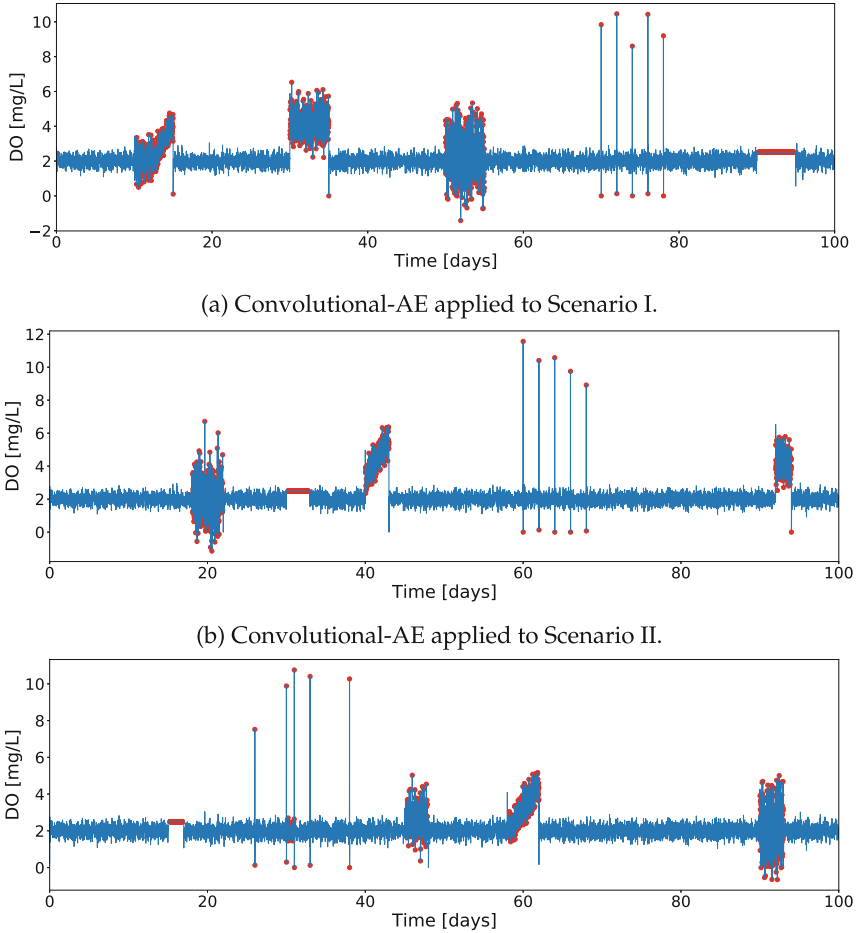 10
8
6
4
2
0
−2
DO [mg/L]
0 20 40 60 80 100
Time [days]
(a) Convolutional-AE applied to Scenario I.
12
10
8
6
4
2
0
DO [mg/L]
0 20 40 60 80 100
Time [days]
(b) Convolutional-AE applied to Scenario II.
10
8
6
4
2
0
DO [mg/L]
0 20 40 60 80 100
Time [days]